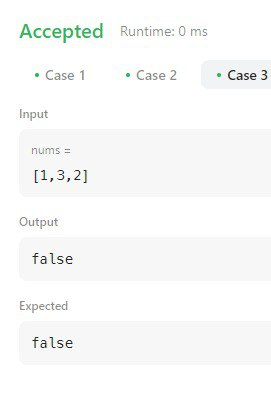 Accepted Runtime: 0 ms
• Case 1 • Case 2 • Case 3
Input
nums =
[1,3,2]
Output
false
Expected
false